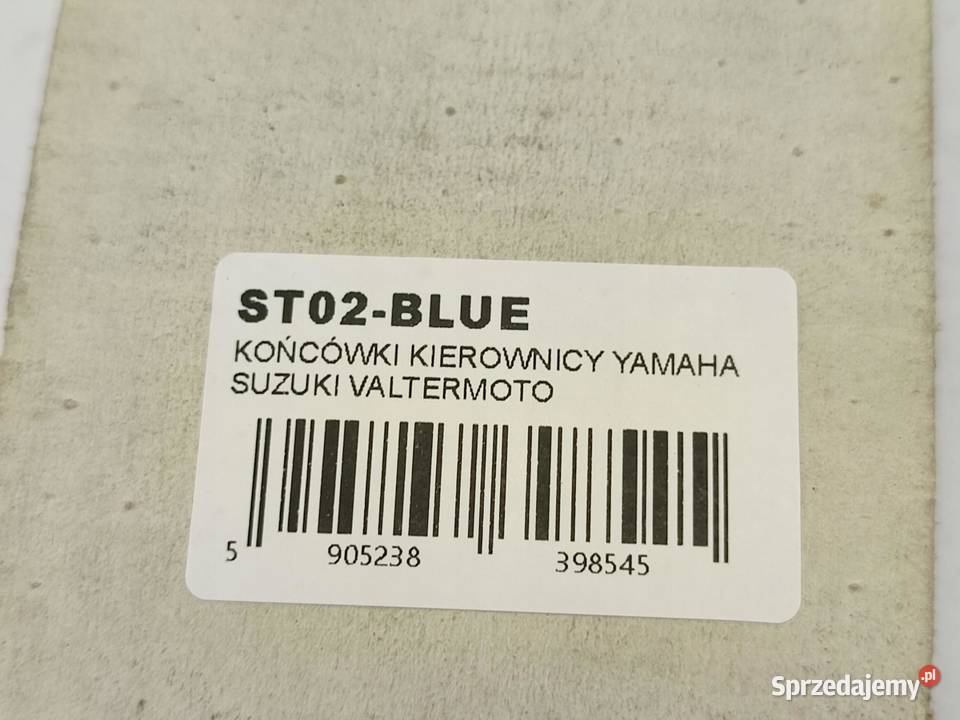 ST02-BLUE
KOŃCÓWKI KIEROWNICY YAMAHA
SUZUKI VALTERMOTO
5 905238 398545
Sprzedajemy.pl